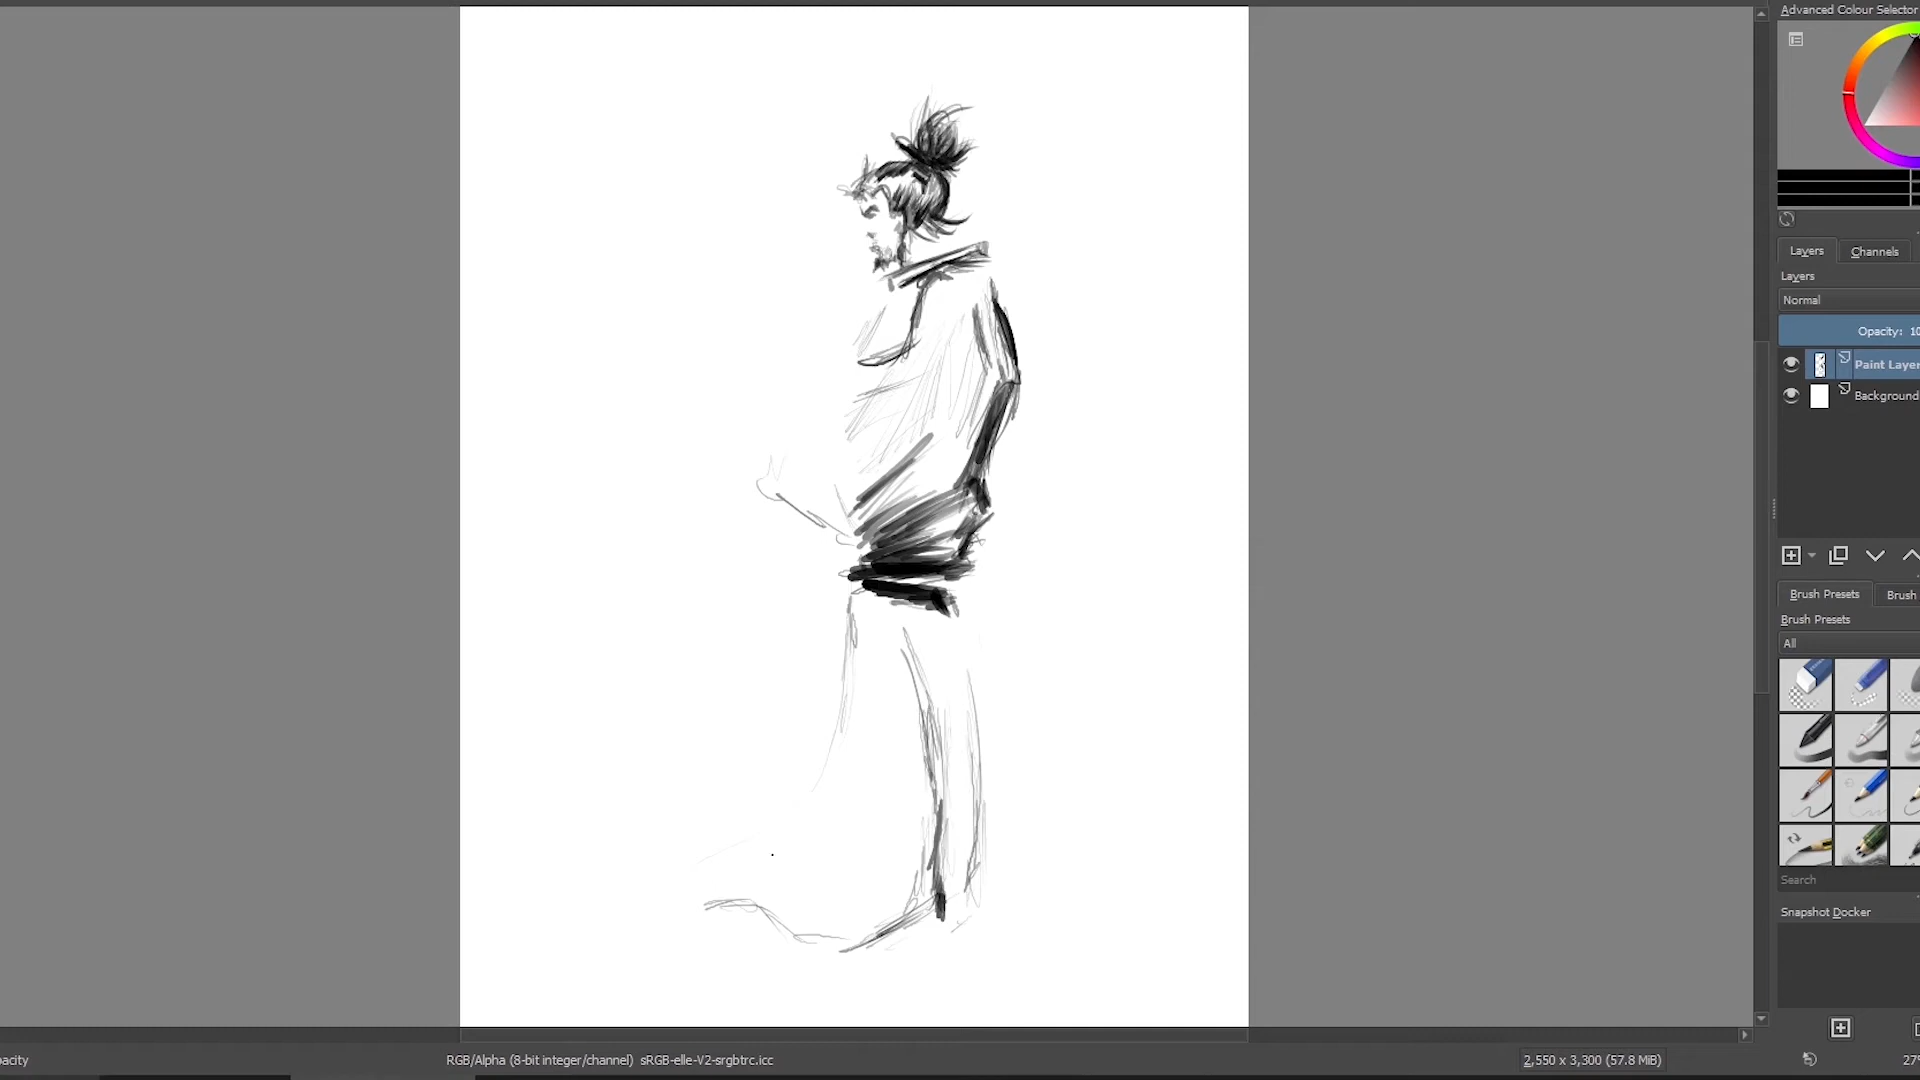 Advanced Colour Selector
Layers
Channels
Layers
Normal
Opacity: 10
Paint Layer
Background
Brush Presets
Brush
Brush Presets
All
Search
Snapshot Docker
pacity
RGB/Alpha (8-bit integer/channel) sRGB-elle-V2-srgbtrc.icc
2,550 x 3,300 (57.8 MiB)
27%